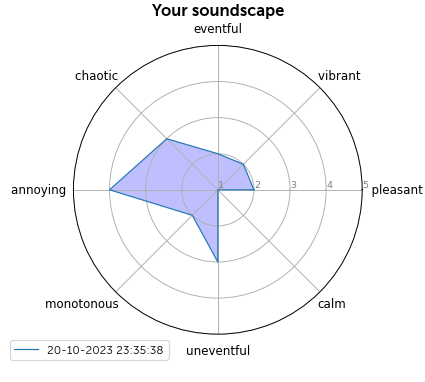 Your soundscape
eventful
chaotic
vibrant
annoying
1
2
3
4
5
pleasant
monotonous
calm
uneventful
20-10-2023 23:35:38